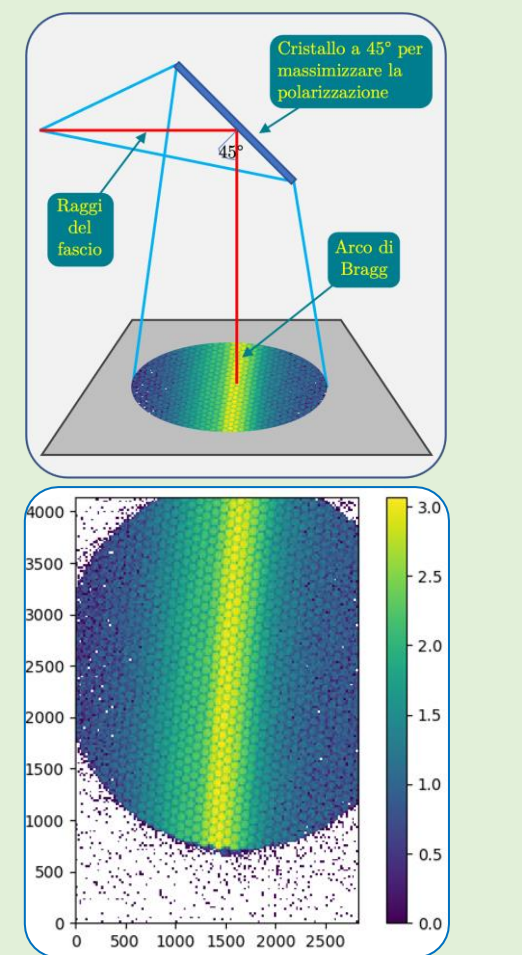 Cristallo a 45° per
massimizzare la
polarizzazione
45°
Raggi
del
fascio
Arco di
Bragg
4000
3500
3000
2500
2000
1500
1000
500
0
0 500 1000 1500 2000 2500
3.0
2.5
2.0
1.5
1.0
0.5
0.0